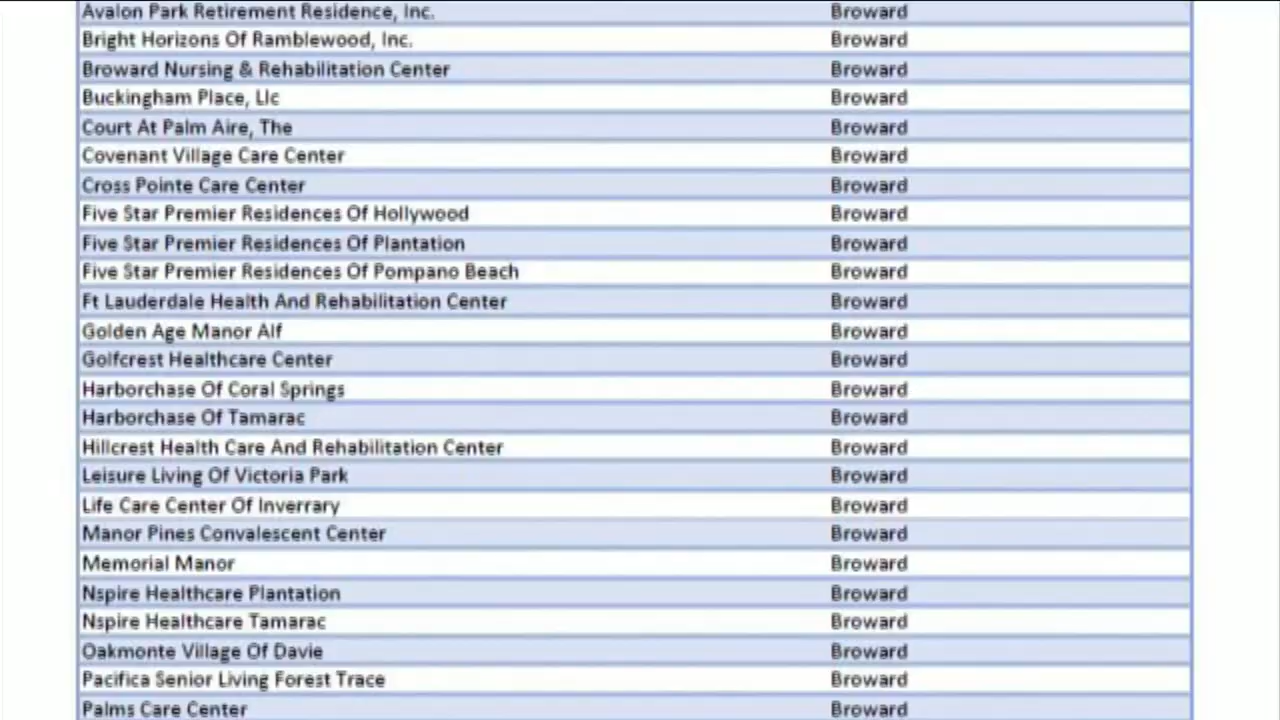 Avalon Park Retirement Residence, Inc. Broward
Bright Horizons Of Ramblewood, Inc. Broward
Broward Nursing & Rehabilitation Center Broward
Buckingham Place, Llc Broward
Court At Palm Aire, The Broward
Covenant Village Care Center Broward
Cross Pointe Care Center Broward
Five Star Premier Residences Of Hollywood Broward
Five Star Premier Residences Of Plantation Broward
Five Star Premier Residences Of Pompano Beach Broward
Ft Lauderdale Health And Rehabilitation Center Broward
Golden Age Manor Alf Broward
Golfcrest Healthcare Center Broward
Harborchase Of Coral Springs Broward
Harborchase Of Tamarac Broward
Hillcrest Health Care And Rehabilitation Center Broward
Leisure Living Of Victoria Park Broward
Life Care Center Of Inverrary Broward
Manor Pines Convalescent Center Broward
Memorial Manor Broward
Nspire Healthcare Plantation Broward
Nspire Healthcare Tamarac Broward
Oakmonte Village Of Davie Broward
Pacifica Senior Living Forest Trace Broward
Palms Care Center Broward